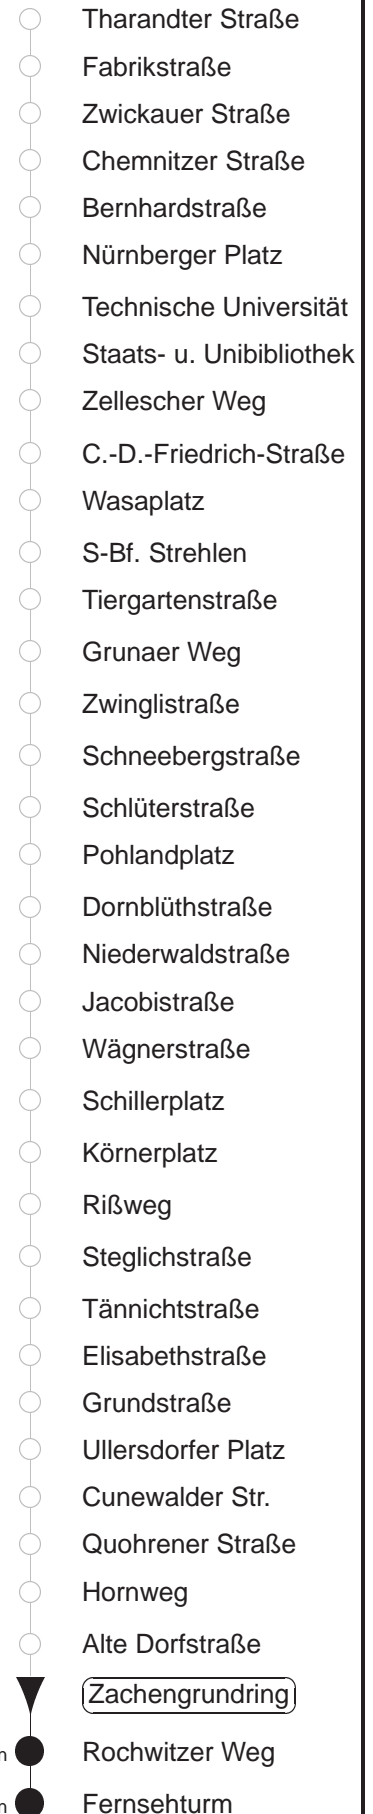 Tharandter Straße
Fabrikstraße
Zwickauer Straße
Chemnitzer Straße
Bernhardstraße
Nürnberger Platz
Technische Universität
Staats- u. Unibibliothek
Zellescher Weg
C.-D.-Friedrich-Straße
Wasaplatz
S-Bf. Strehlen
Tiergartenstraße
Grunaer Weg
Zwinglistraße
Schneebergstraße
Schlüterstraße
Pohlandplatz
Dornblüthstraße
Niederwaldstraße
Jacobistraße
Wägnerstraße
Schillerplatz
Körnerplatz
Rißweg
Steglichstraße
Tännichtstraße
Elisabethstraße
Grundstraße
Ullersdorfer Platz
Cunewalder Str.
Quohrener Straße
Hornweg
Alte Dorfstraße
Zachengrundring
Rochwitzer Weg
Fernsehturm